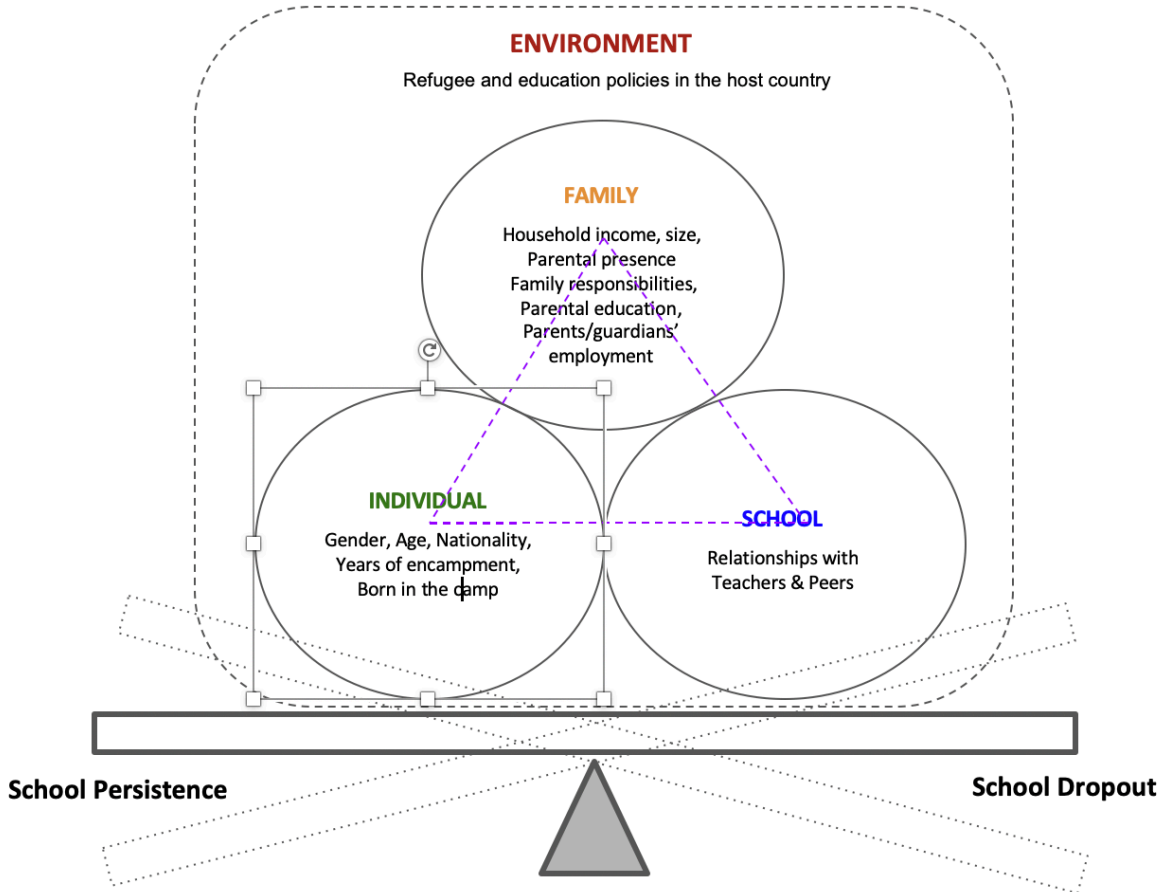 ENVIRONMENT
Refugee and education policies in the host country
FAMILY
Household income, size,
Parental presence
Family responsibilities,
Parental education,
Parents/guardians’
employment
INDIVIDUAL
Gender, Age, Nationality,
Years of encampment,
Born in the camp
SCHOOL
Relationships with
Teachers & Peers
School Persistence
School Dropout